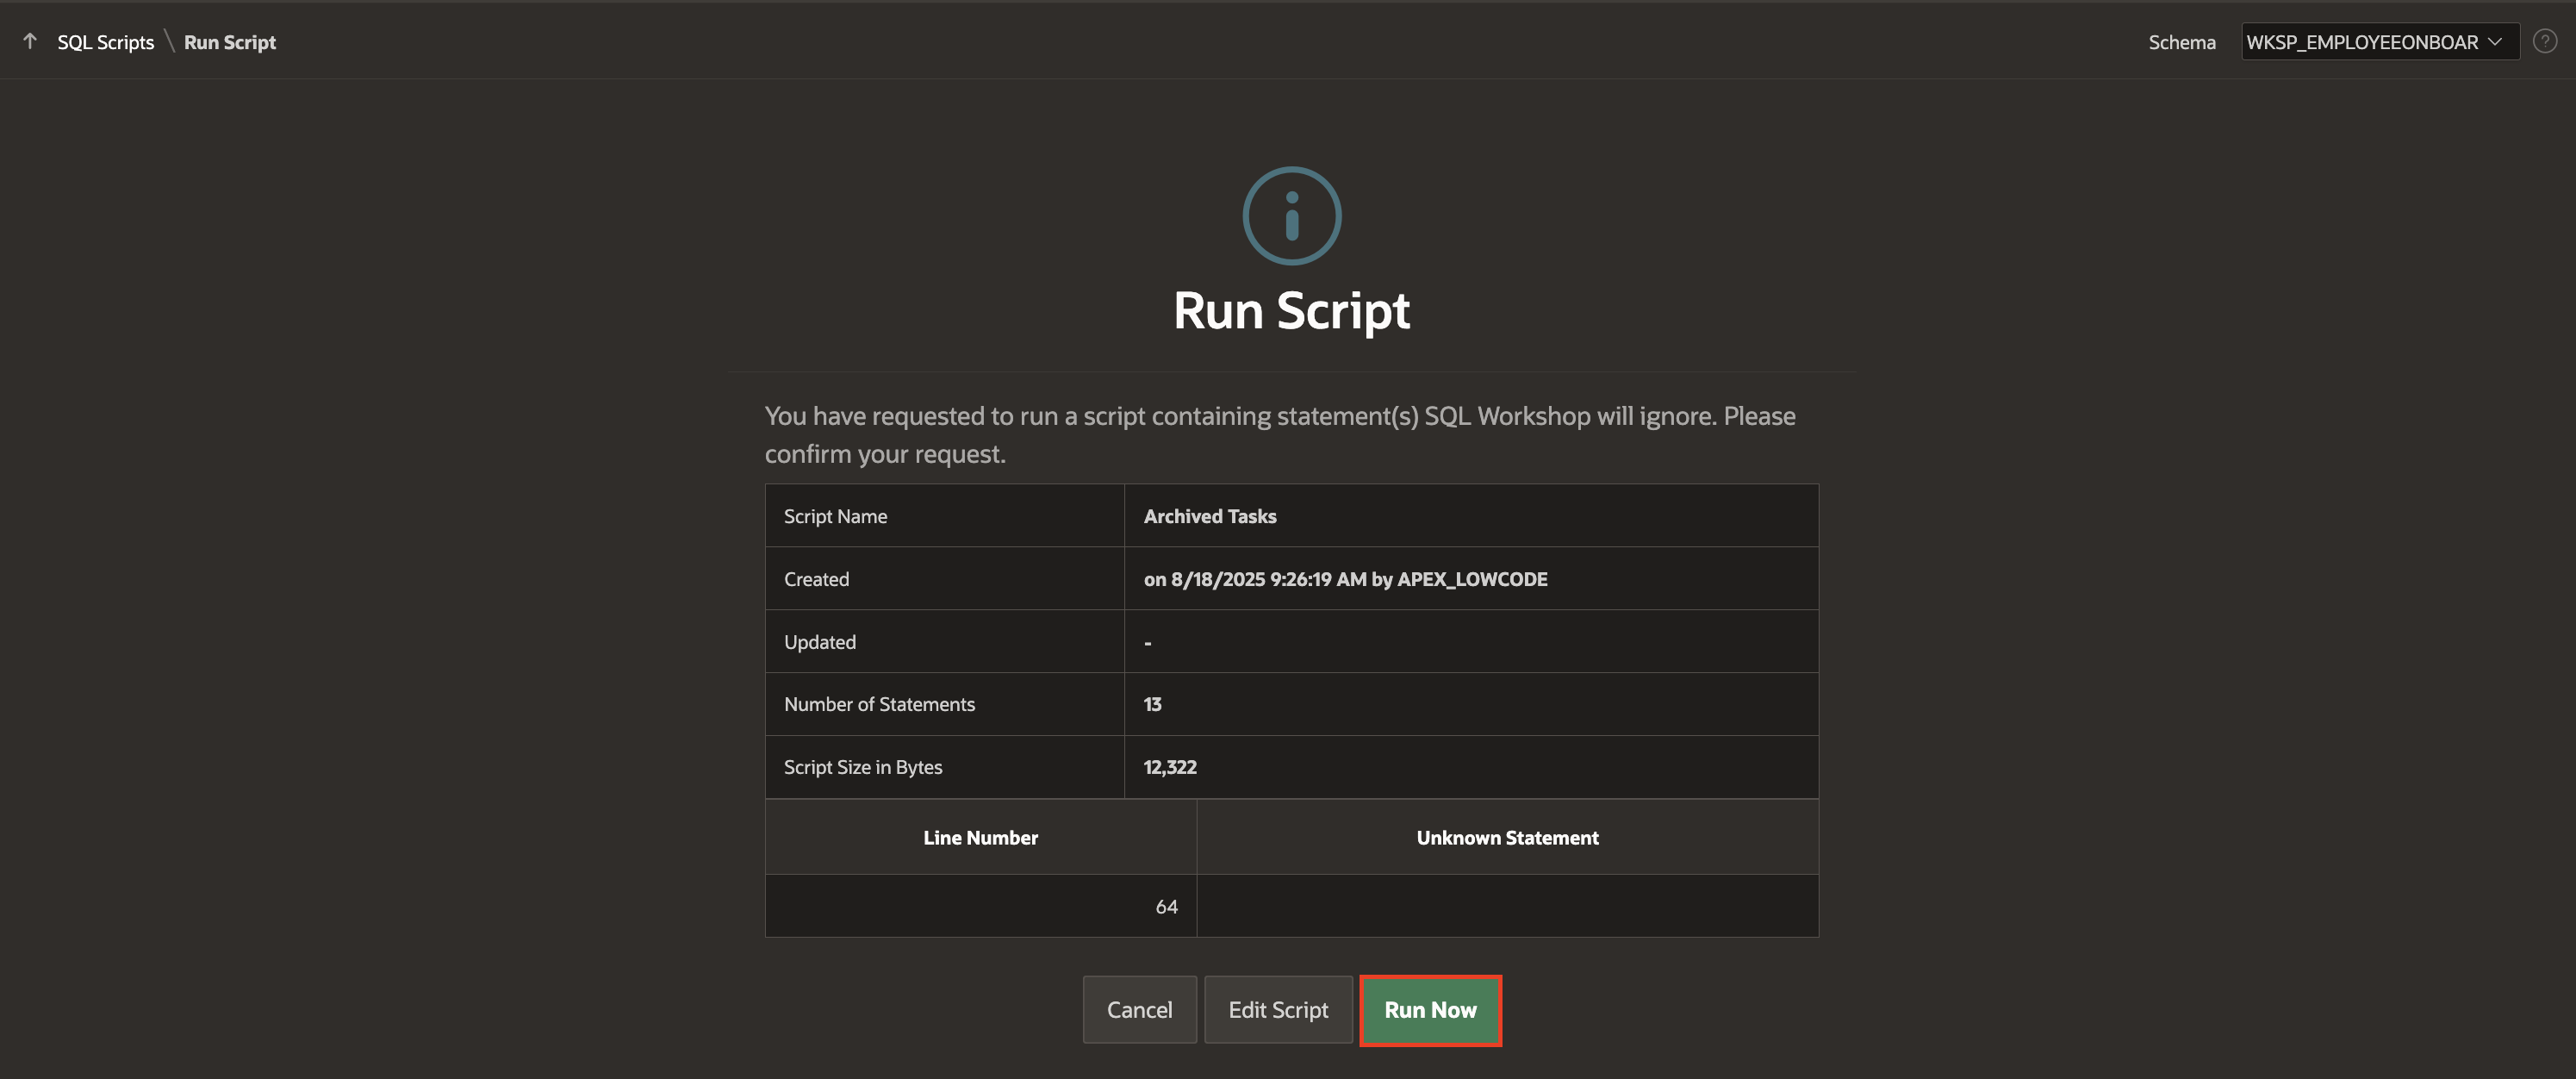 SQL Scripts \ Run Script
Schema WKSP_EMPLOYEEONBOAR
Run Script
You have requested to run a script containing statement(s) SQL Workshop will ignore. Please
confirm your request.
Script Name Archived Tasks
Created on 8/18/2025 9:26:19 AM by APEX_LOWCODE
Updated -
Number of Statements 13
Script Size in Bytes 12,322
Line Number Unknown Statement
64
Cancel Edit Script Run Now